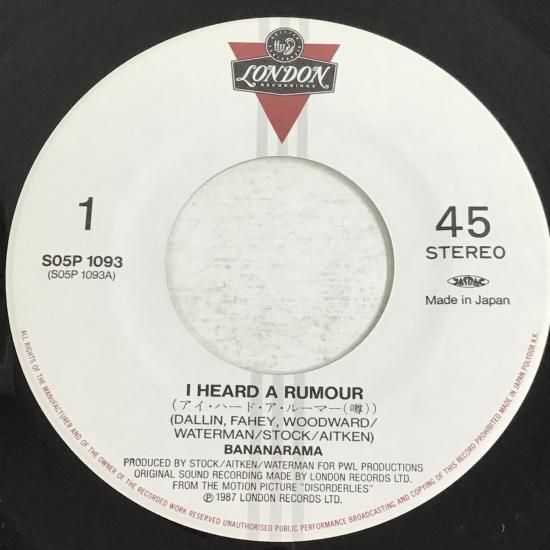 LONDON
RECORDINGS
1
45
STEREO
S05P 1093
(S05P 1093A)
JASRAC
Made in Japan
I HEARD A RUMOUR
(アイ・ハード・ア・ルーマー(噂))
(DALLIN, FAHEY, WOODWARD/
WATERMAN/STOCK/AITKEN)
BANANARAMA
PRODUCED BY STOCK/AITKEN/WATERMAN FOR PWL PRODUCTIONS
ORIGINAL SOUND RECORDING MADE BY LONDON RECORDS LTD.
FROM THE MOTION PICTURE "DISORDERLIES"
Ⓟ 1987 LONDON RECORDS LTD.
ALL RIGHTS OF THE MANUFACTURER AND OF THE OWNER OF THE RECORDED WORK RESERVED UNAUTHORISED PUBLIC PERFORMANCE BROADCASTING AND COPYING OF THIS RECORD PROHIBITED MADE IN JAPAN POLYDOR K.K.